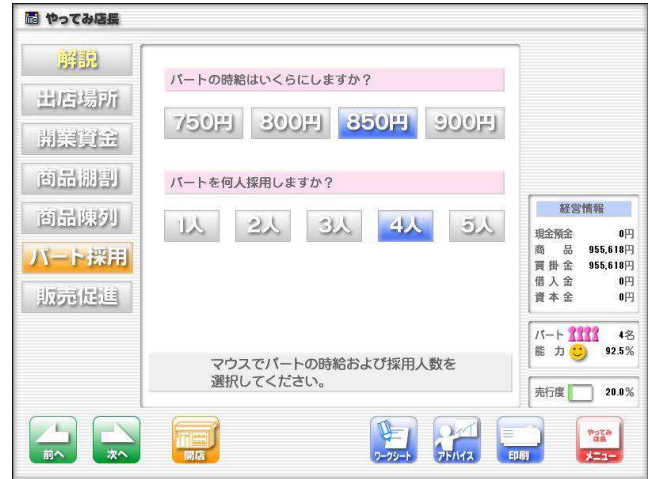 やってみ店長
解説
出店場所
開業資金
商品棚割
商品陳列
パート採用
販売促進
パートの時給はいくらにしますか?
750円 800円 850円 900円
パートを何人採用しますか?
1人 2人 3人 4人 5人
マウスでパートの時給および採用人数を
選択してください。
経営情報
現金預金 0円
商 品 955,618円
買 掛 金 955,618円
借 入 金 0円
資 本 金 0円
パート 4名
能 力 92.5%
売行度 20.0%
前へ
次へ
開店
ワークシート
アドバイス
印刷
やってみ
店長
メニュー